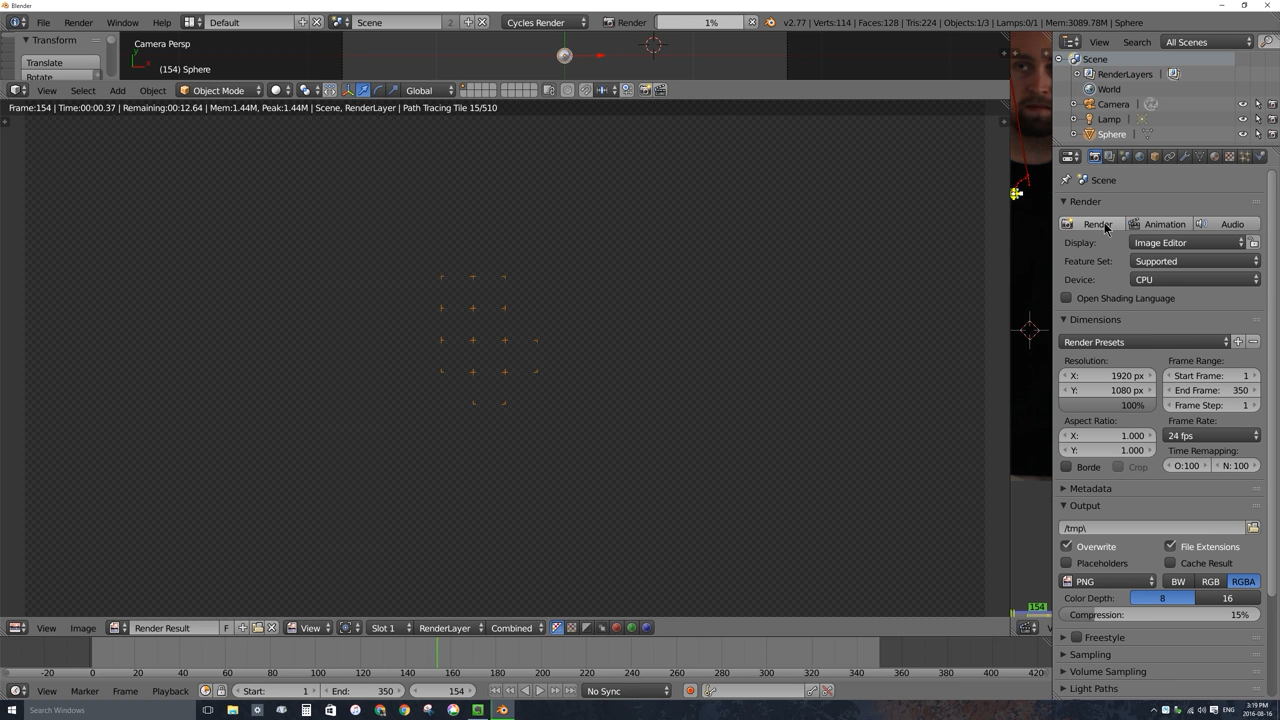 Blender
File Render Window Help Default Scene 2 Cycles Render Render 1% v2.77 | Verts:114 | Faces:128 | Tris:224 | Objects:1/3 | Lamps:0/1 | Mem:3089.78M | Sphere
Transform
Translate
Rotate
Camera Persp
(154) Sphere
View Select Add Object Object Mode Global
Frame:154 | Time:00:00.37 | Remaining:00:12.64 | Mem:1.44M, Peak:1.44M | Scene, RenderLayer | Path Tracing Tile 15/510
View Search All Scenes
Scene
RenderLayers
World
Camera
Lamp
Sphere
Scene
Render
Render Animation Audio
Display: Image Editor
Feature Set: Supported
Device: CPU
Open Shading Language
Dimensions
Render Presets
Resolution: Frame Range:
X: 1920 px Start Frame: 1
Y: 1080 px End Frame: 350
100% Frame Step: 1
Aspect Ratio: Frame Rate:
X: 1.000 24 fps
Y: 1.000 Time Remapping:
Borde Crop O:100 N: 100
Metadata
Output
/tmp\
Overwrite File Extensions
Placeholders Cache Result
PNG BW RGB RGBA
Color Depth: 8 16
Compression: 15%
Freestyle
Sampling
Volume Sampling
Light Paths
154
View Image Render Result F View Slot 1 RenderLayer Combined
-20 0 20 40 60 80 100 120 140 160 180 200 220 240 260 280 300 320 340 360 380 400 420
View Marker Frame Playback Start: 1 End: 350 154 No Sync
Search Windows ENG 3:19 PM
2016-08-16